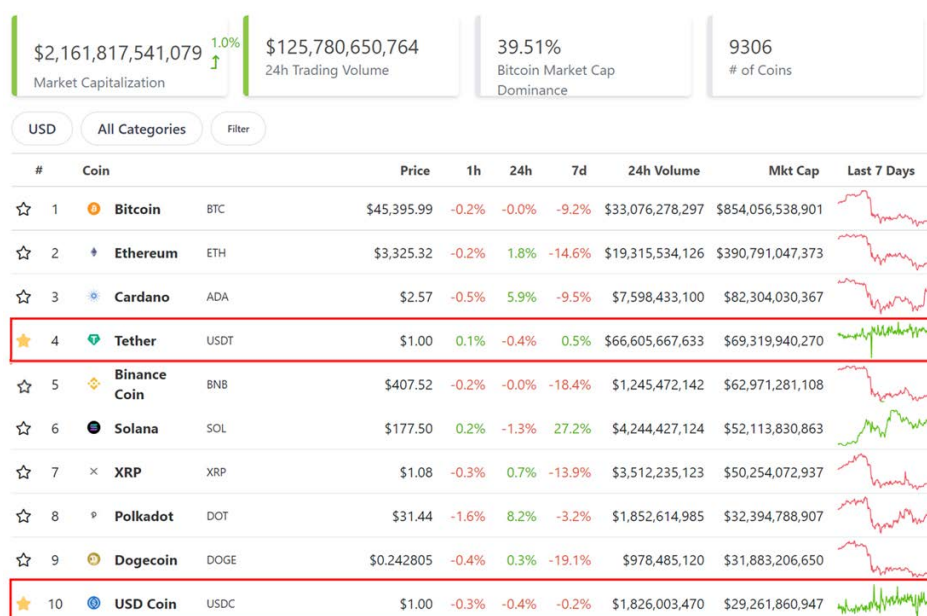 $2,161,817,541,079 1.0%
Market Capitalization
$125,780,650,764
24h Trading Volume
39.51%
Bitcoin Market Cap
Dominance
9306
# of Coins
USD All Categories Filter
# Coin Price 1h 24h 7d 24h Volume Mkt Cap Last 7 Days
1 Bitcoin BTC $45,395.99 -0.2% -0.0% -9.2% $33,076,278,297 $854,056,538,901
2 Ethereum ETH $3,325.32 -0.2% 1.8% -14.6% $19,315,534,126 $390,791,047,373
3 Cardano ADA $2.57 -0.5% 5.9% -9.5% $7,598,433,100 $82,304,030,367
4 Tether USDT $1.00 0.1% -0.4% 0.5% $66,605,667,633 $69,319,940,270
5 Binance
Coin BNB $407.52 -0.2% -0.0% -18.4% $1,245,472,142 $62,971,281,108
6 Solana SOL $177.50 0.2% -1.3% 27.2% $4,244,427,124 $52,113,830,863
7 XRP XRP $1.08 -0.3% 0.7% -13.9% $3,512,235,123 $50,254,072,937
8 Polkadot DOT $31.44 -1.6% 8.2% -3.2% $1,852,614,985 $32,394,788,907
9 Dogecoin DOGE $0.242805 -0.4% 0.3% -19.1% $978,485,120 $31,883,206,650
10 USD Coin USDC $1.00 -0.3% -0.4% -0.2% $1,826,003,470 $29,261,860,947